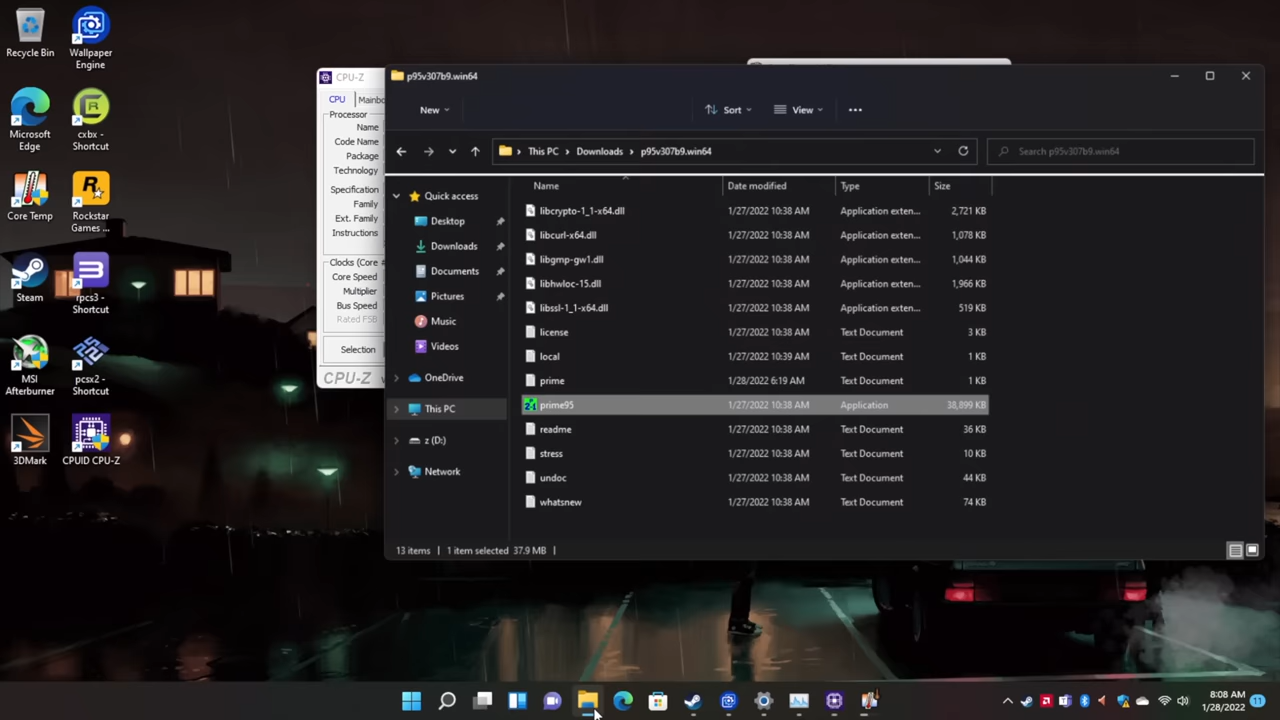 Recycle Bin
Wallpaper
Engine
Microsoft
Edge
cxbx -
Shortcut
Core Temp
Rockstar
Games ...
Steam
rpcs3 -
Shortcut
MSI
Afterburner
pcsx2 -
Shortcut
3DMark
CPUID CPU-Z
CPU-Z
CPU
Mainbo
Processor
Name
Code Name
Package
Technology
Specification
Family
Ext. Family
Instructions
Clocks (Core #
Core Speed
Multiplier
Bus Speed
Rated FSB
Selection
CPU-Z
p95v307b9.win64
New
Sort
View
This PC > Downloads > p95v307b9.win64
Search p95v307b9.win64
Quick access
Desktop
Downloads
Documents
Pictures
Music
Videos
OneDrive
This PC
z (D:)
Network
Name Date modified Type Size
libcrypto-1_1-x64.dll 1/27/2022 10:38 AM Application exten... 2,721 KB
libcurl-x64.dll 1/27/2022 10:38 AM Application exten... 1,078 KB
libgmp-gw1.dll 1/27/2022 10:38 AM Application exten... 1,044 KB
libhwloc-15.dll 1/27/2022 10:38 AM Application exten... 1,966 KB
libssl-1_1-x64.dll 1/27/2022 10:38 AM Application exten... 519 KB
license 1/27/2022 10:38 AM Text Document 3 KB
local 1/27/2022 10:39 AM Text Document 1 KB
prime 1/28/2022 6:19 AM Text Document 1 KB
prime95 1/27/2022 10:38 AM Application 38,899 KB
readme 1/27/2022 10:38 AM Text Document 36 KB
stress 1/27/2022 10:38 AM Text Document 10 KB
undoc 1/27/2022 10:38 AM Text Document 44 KB
whatsnew 1/27/2022 10:38 AM Text Document 74 KB
13 items | 1 item selected 37.9 MB |
8:08 AM
1/28/2022
11